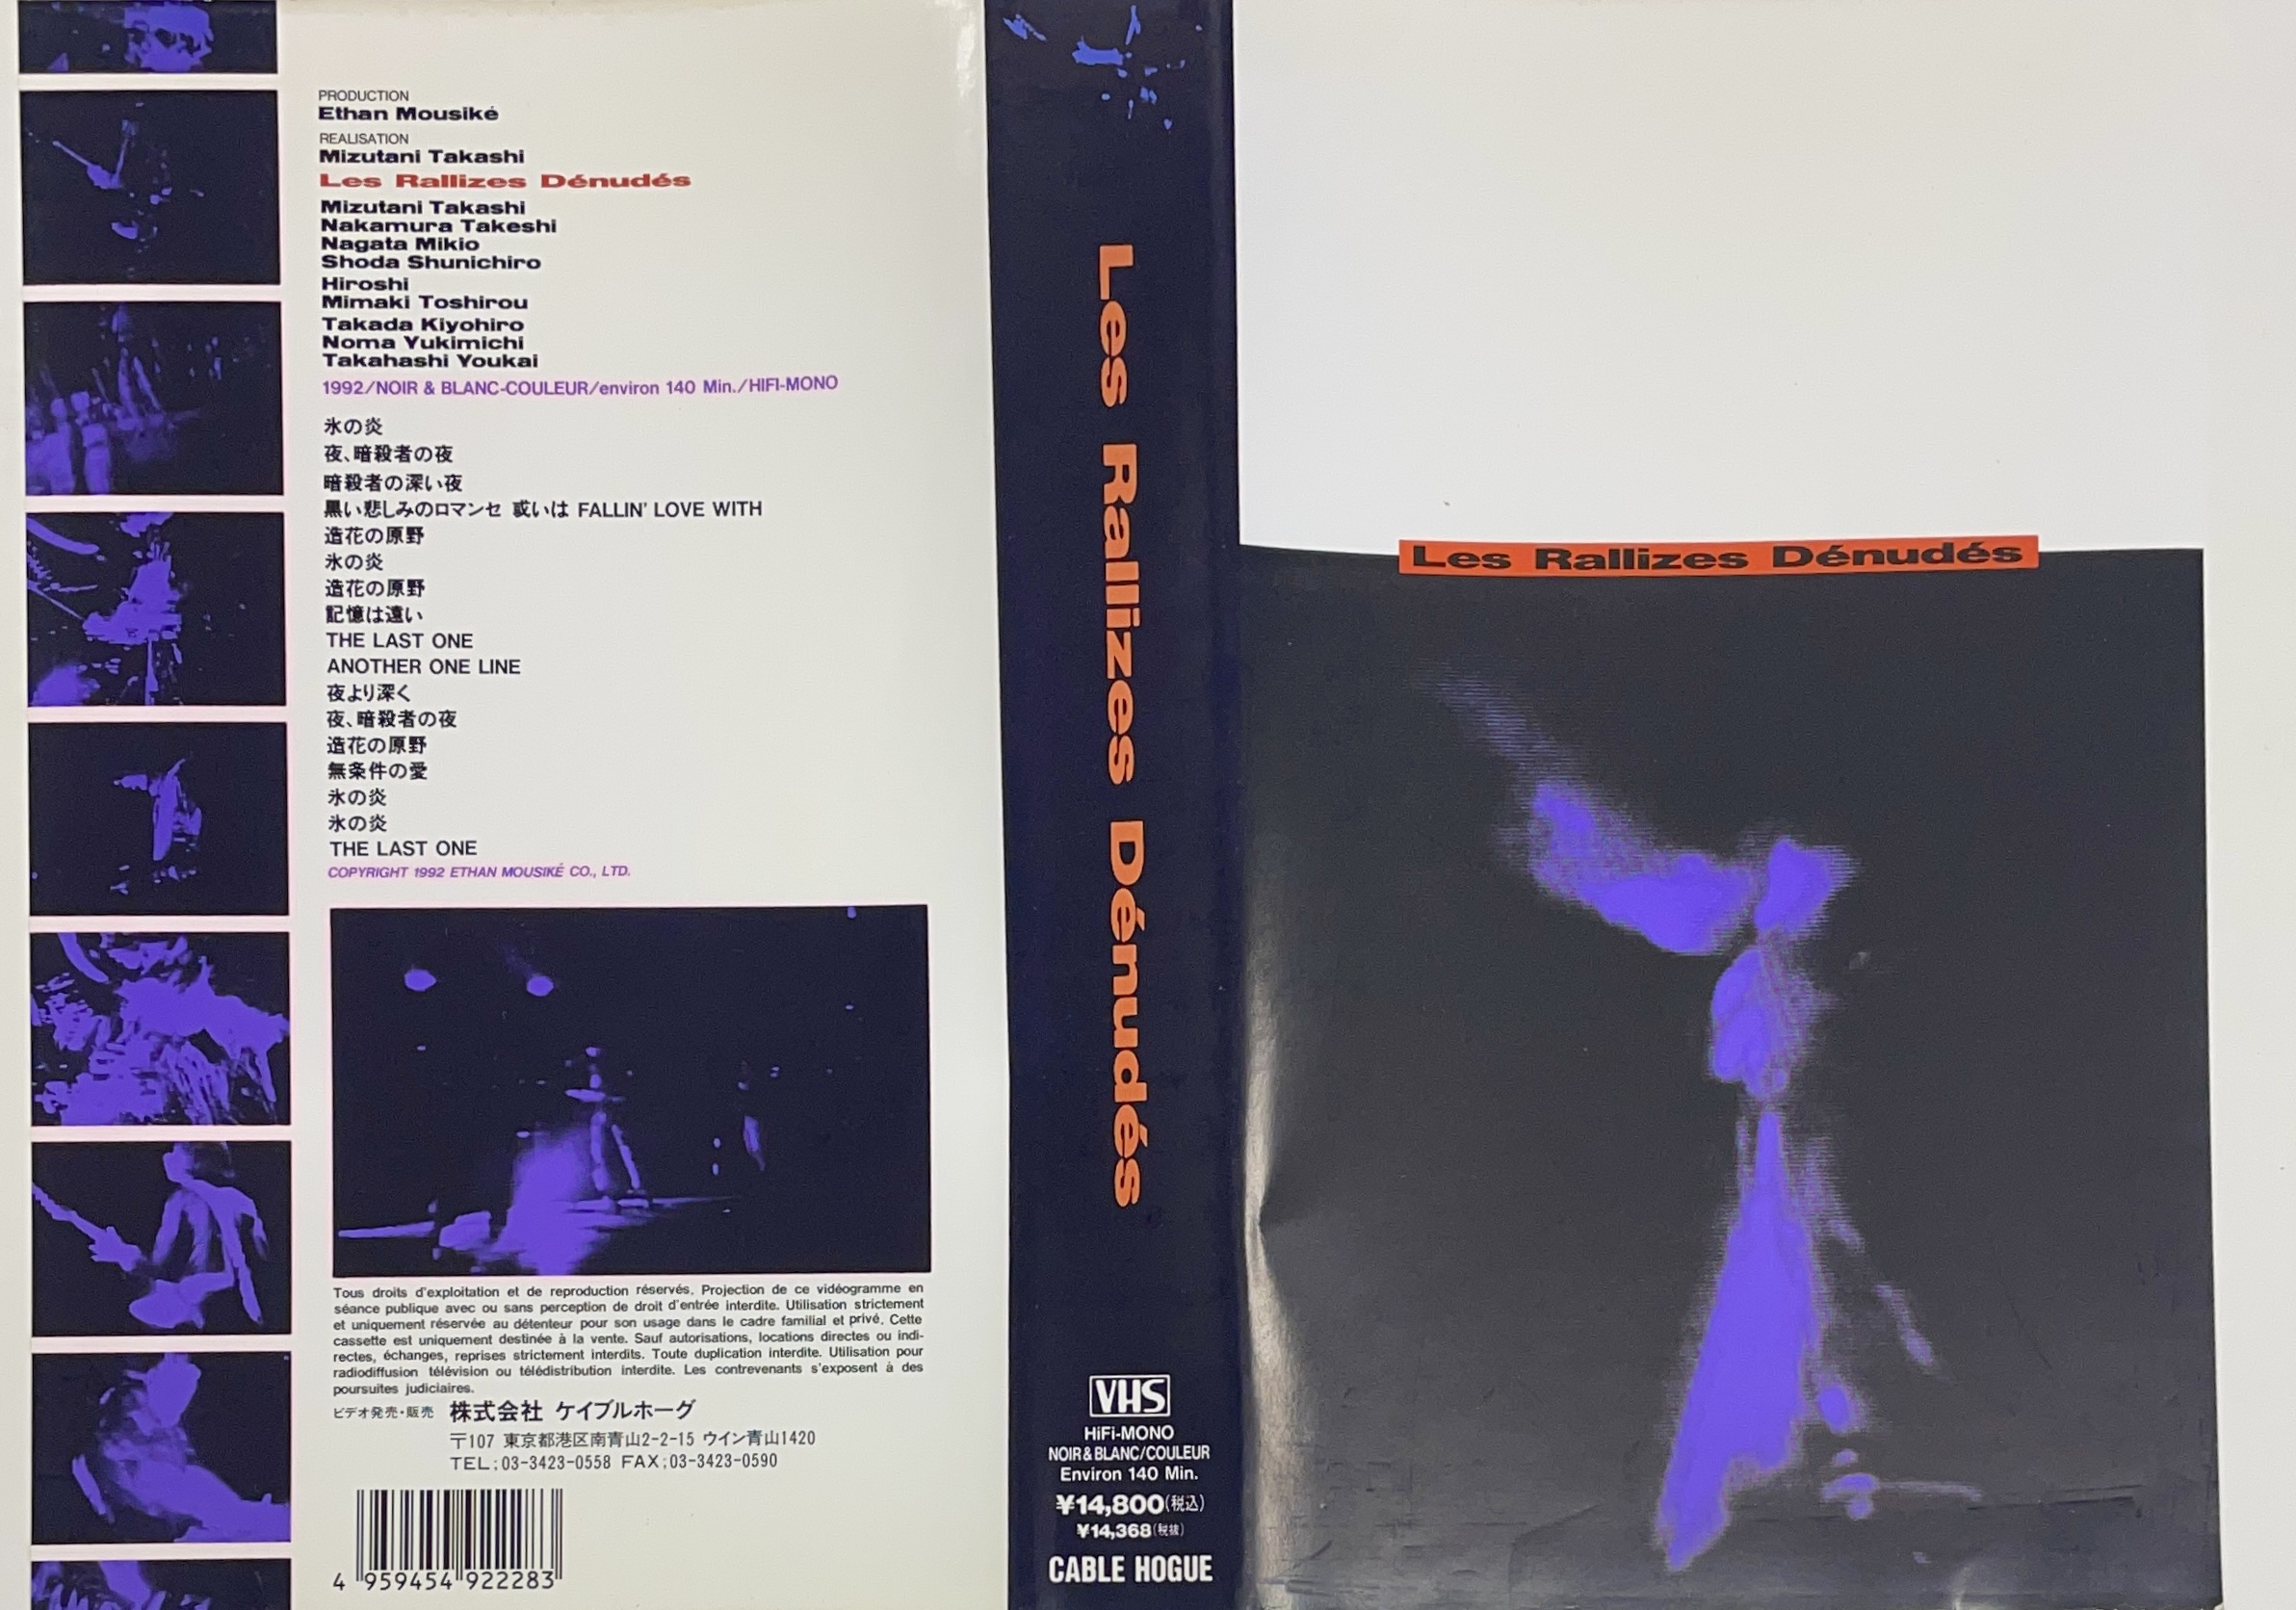 PRODUCTION
Ethan Mousiké
REALISATION
Mizutani Takashi
Les Rallizes Dénudés
Mizutani Takashi
Nakamura Takeshi
Nagata Mikio
Shoda Shunichiro
Hiroshi
Mimaki Toshirou
Takada Kiyohiro
Noma Yukimichi
Takahashi Youkai
1992/NOIR & BLANC-COULEUR/environ 140 Min./HIFI-MONO
氷の炎
夜、暗殺者の夜
暗殺者の深い夜
黒い悲しみのロマンセ 或いは FALLIN' LOVE WITH
造花の原野
氷の炎
造花の原野
記憶は遠い
THE LAST ONE
ANOTHER ONE LINE
夜より深く
夜、暗殺者の夜
造花の原野
無条件の愛
氷の炎
氷の炎
THE LAST ONE
COPYRIGHT 1992 ETHAN MOUSIKÉ CO., LTD.
Tous droits d'exploitation et de reproduction réservés. Projection de ce vidéogramme en
séance publique avec ou sans perception de droit d'entrée interdite. Utilisation strictement
et uniquement réservée au détenteur pour son usage dans le cadre familial et privé. Cette
cassette est uniquement destinée à la vente. Sauf autorisations, locations directes ou indi-
rectes, échanges, reprises strictement interdits. Toute duplication interdite. Utilisation pour
radiodiffusion télévision ou télédistribution interdite. Les contrevenants s'exposent à des
poursuites judiciaires.
ビデオ発売・販売 株式会社 ケイブルホーグ
〒107 東京都港区南青山2-2-15 ウイン青山1420
TEL;03-3423-0558 FAX;03-3423-0590
4 959454 922283
Les Rallizes Dénudés
VHS
HiFi-MONO
NOIR&BLANC/COULEUR
Environ 140 Min.
¥14,800(税込)
¥14,368(税抜)
CABLE HOGUE
Les Rallizes Dénudés